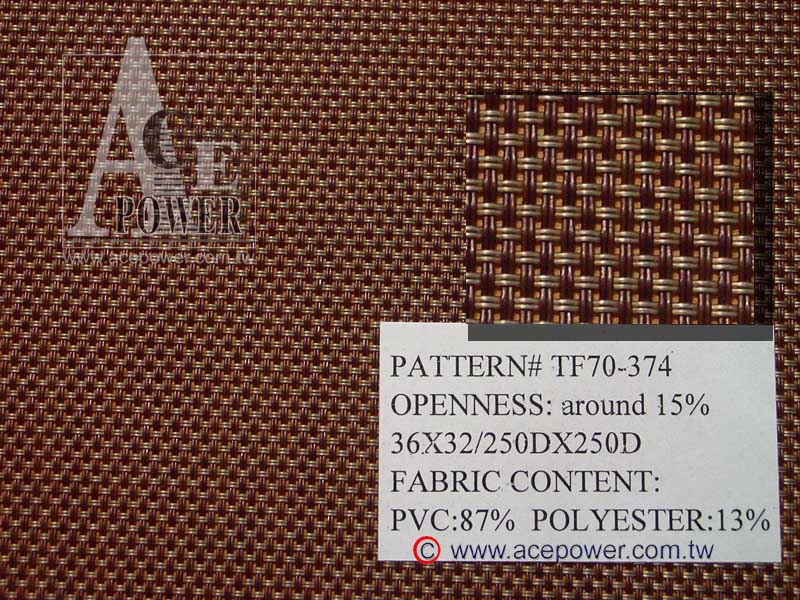 ACE
POWER
www.acepower.com.tw
PATTERN# TF70-374
OPENNESS: around 15%
36X32/250DX250D
FABRIC CONTENT:
PVC:87% POLYESTER:13%
© www.acepower.com.tw